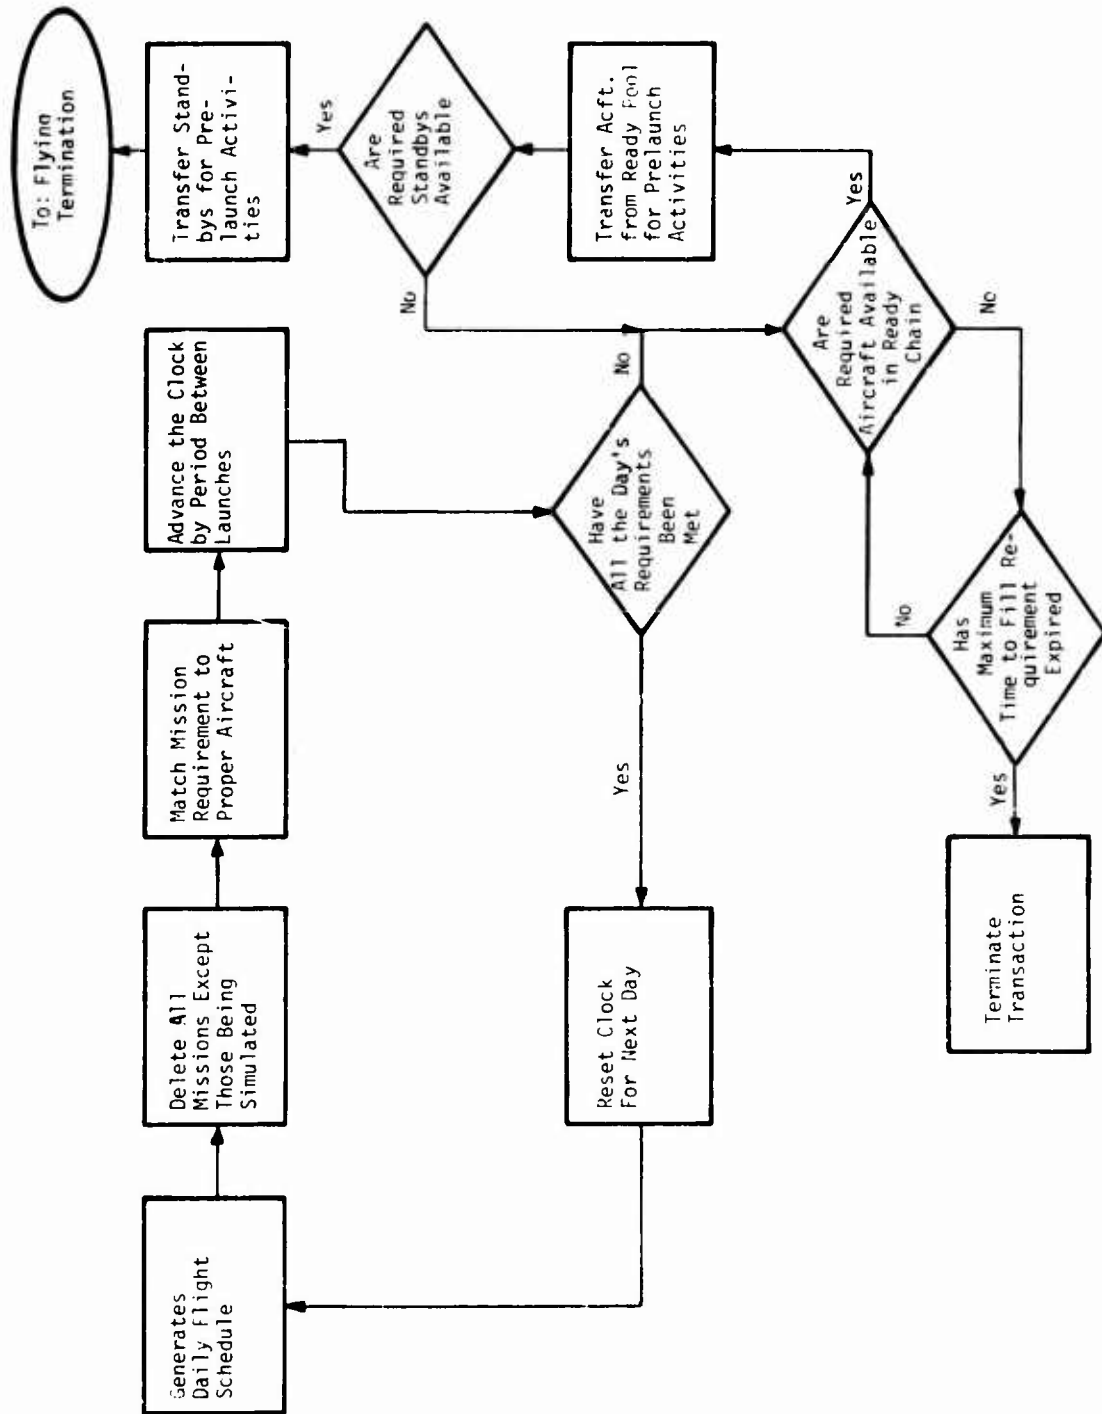 Generates
Daily Flight
Schedule
Delete All
Missions Except
Those Being
Simulated
Match Mission
Requirement to
Proper Aircraft
Advance the Clock
by Period Between
Launches
Transfer Stand-
bys for Pre-
launch Activi-
ties
To: Flying
Termination
Yes
Are
Required
Standbys
Available
No
Transfer Acft.
from Ready Pool
for Prelaunch
Activities
Have
All the Day's
Requirements
Been
Met
No
Yes
Reset Clock
For Next Day
Are
Required
Aircraft Available
in Ready
Chain
Yes
No
Has
Maximum
Time to Fill Re-
quirement
Expired
No
Yes
Terminate
Transaction